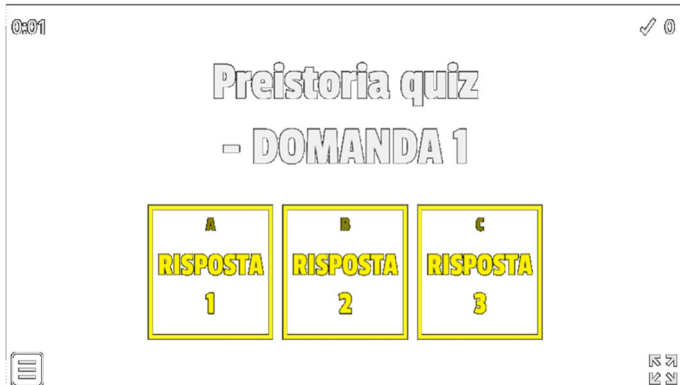 0:01
✓ 0
Preistoria quiz
- DOMANDA 1
A
RISPOSTA
1
B
RISPOSTA
2
C
RISPOSTA
3